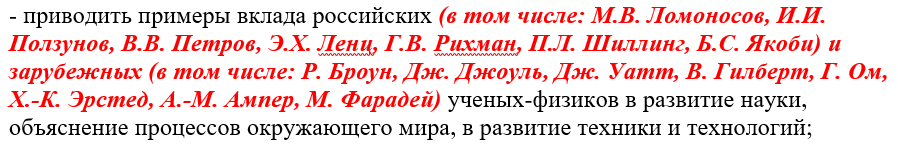 - приводить примеры вклада российских (в том числе: М.В. Ломоносов, И.И.
Ползунов, В.В. Петров, Э.Х. Ленц, Г.В. Рихман, П.Л. Шиллинг, Б.С. Якоби) и
зарубежных (в том числе: Р. Броун, Дж. Джоуль, Дж. Уатт, В. Гилберт, Г. Ом,
Х.-К. Эрстед, А.-М. Ампер, М. Фарадей) ученых-физиков в развитие науки,
объяснение процессов окружающего мира, в развитие техники и технологий;